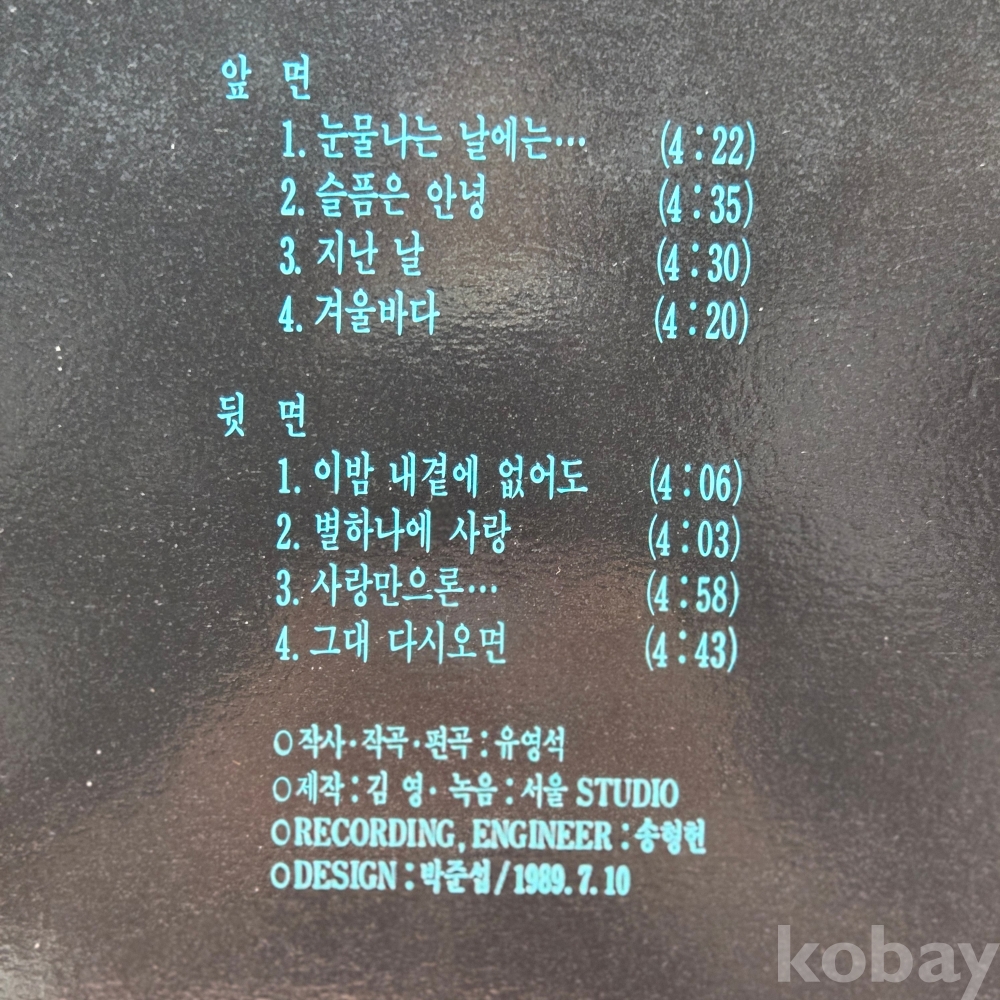 앞 면
1. 눈물나는 날에는··· (4:22)
2. 슬픔은 안녕 (4:35)
3. 지난 날 (4:30)
4. 겨울바다 (4:20)
뒷 면
1. 이밤 내곁에 없어도 (4:06)
2. 별하나에 사랑 (4:03)
3. 사랑만으론··· (4:58)
4. 그대 다시오면 (4:43)
○작사·작곡·편곡:유영석
○제작:김 영· 녹음:서울 STUDIO
○RECORDING, ENGINEER:송형헌
○DESIGN:박준섭/1989. 7. 10
kobay